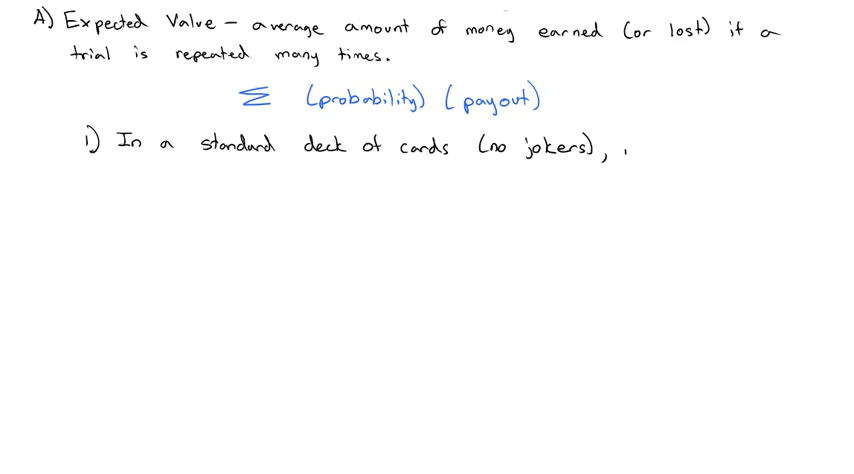 A) Expected Value - average amount of money earned (or lost) if a
trial is repeated many times.
Σ (probability) (payout)
i) In a standard deck of cards (no jokers),